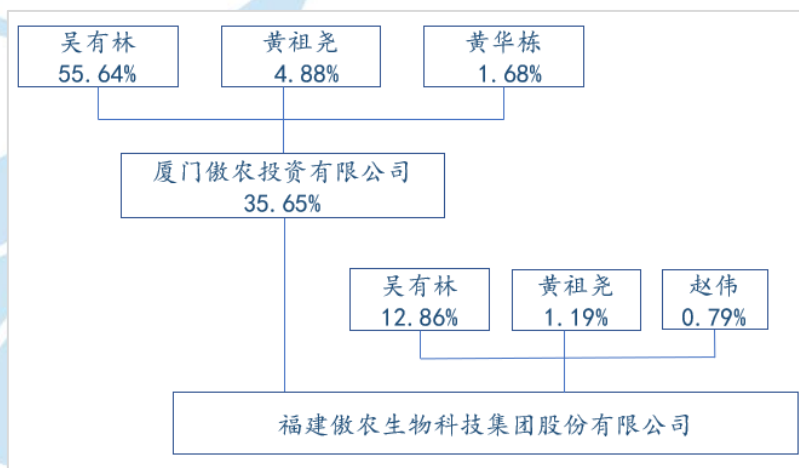 吴有林
55.64%
黄祖尧
4.88%
黄华栋
1.68%
厦门傲农投资有限公司
35.65%
吴有林
12.86%
黄祖尧
1.19%
赵伟
0.79%
福建傲农生物科技集团股份有限公司